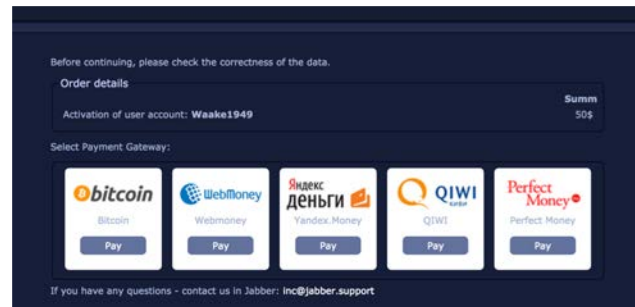 Before continuing, please check the correctness of the data.
Order details
Summ
Activation of user account: Waake1949
50$
Select Payment Gateway:
bitcoin
WebMoney
Яндекс
деньги
QIWI
Perfect
Money
Bitcoin
Webmoney
Yandex.Money
QIWI
Perfect Money
Pay
Pay
Pay
Pay
Pay
If you have any questions - contact us in Jabber: inc@jabber.support